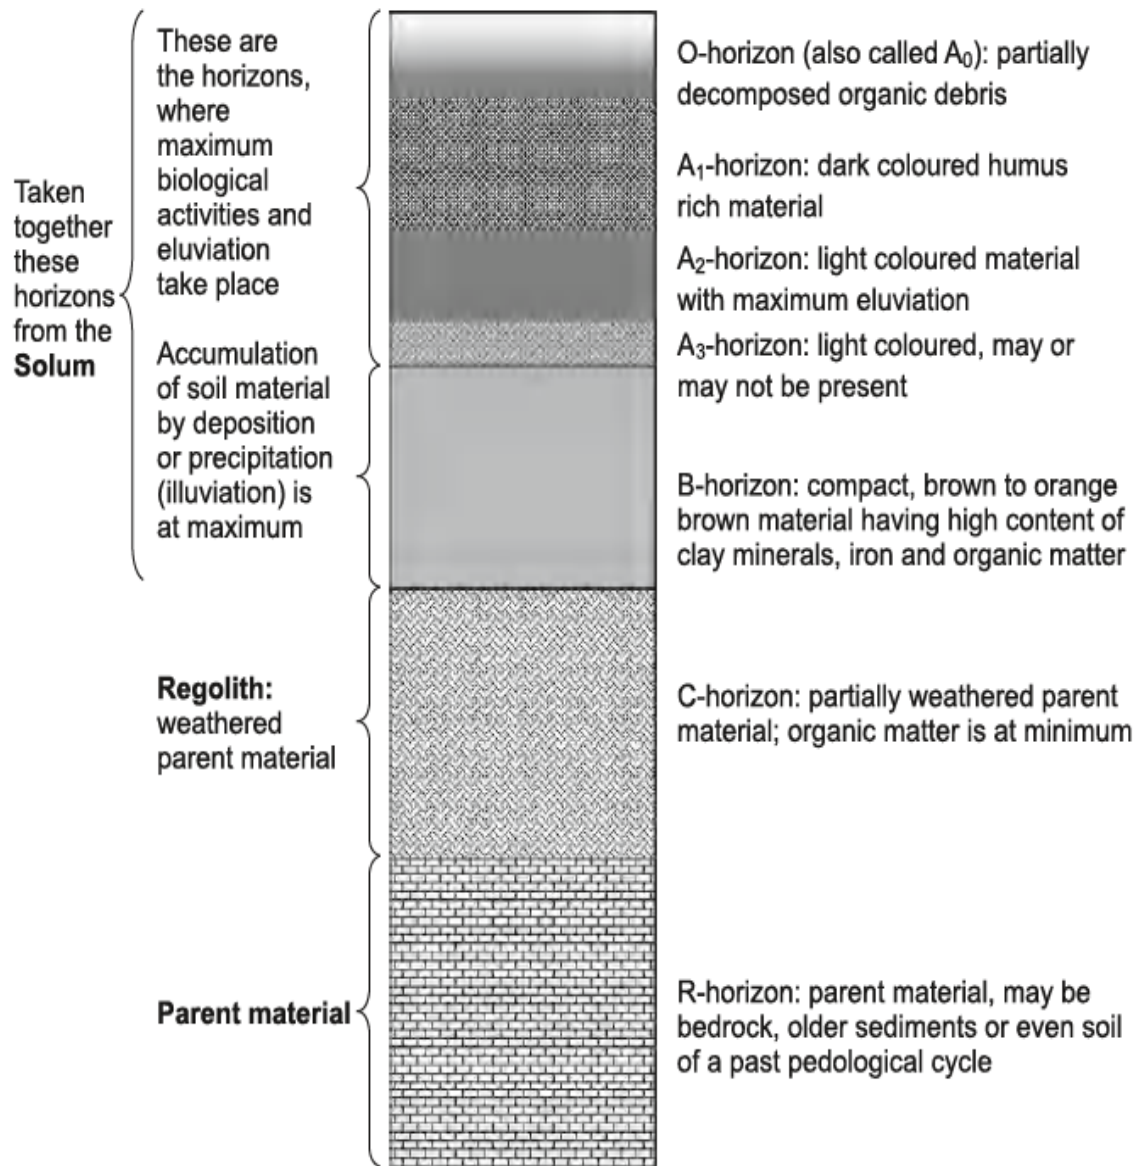 Taken
together
these
horizons
from the
Solum
These are
the horizons,
where
maximum
biological
activities and
eluviation
take place
Accumulation
of soil material
by deposition
or precipitation
(illuviation) is
at maximum
Regolith:
weathered
parent material
Parent material
O-horizon (also called A₀): partially
decomposed organic debris
A₁-horizon: dark coloured humus
rich material
A₂-horizon: light coloured material
with maximum eluviation
A₃-horizon: light coloured, may or
may not be present
B-horizon: compact, brown to orange
brown material having high content of
clay minerals, iron and organic matter
C-horizon: partially weathered parent
material; organic matter is at minimum
R-horizon: parent material, may be
bedrock, older sediments or even soil
of a past pedological cycle